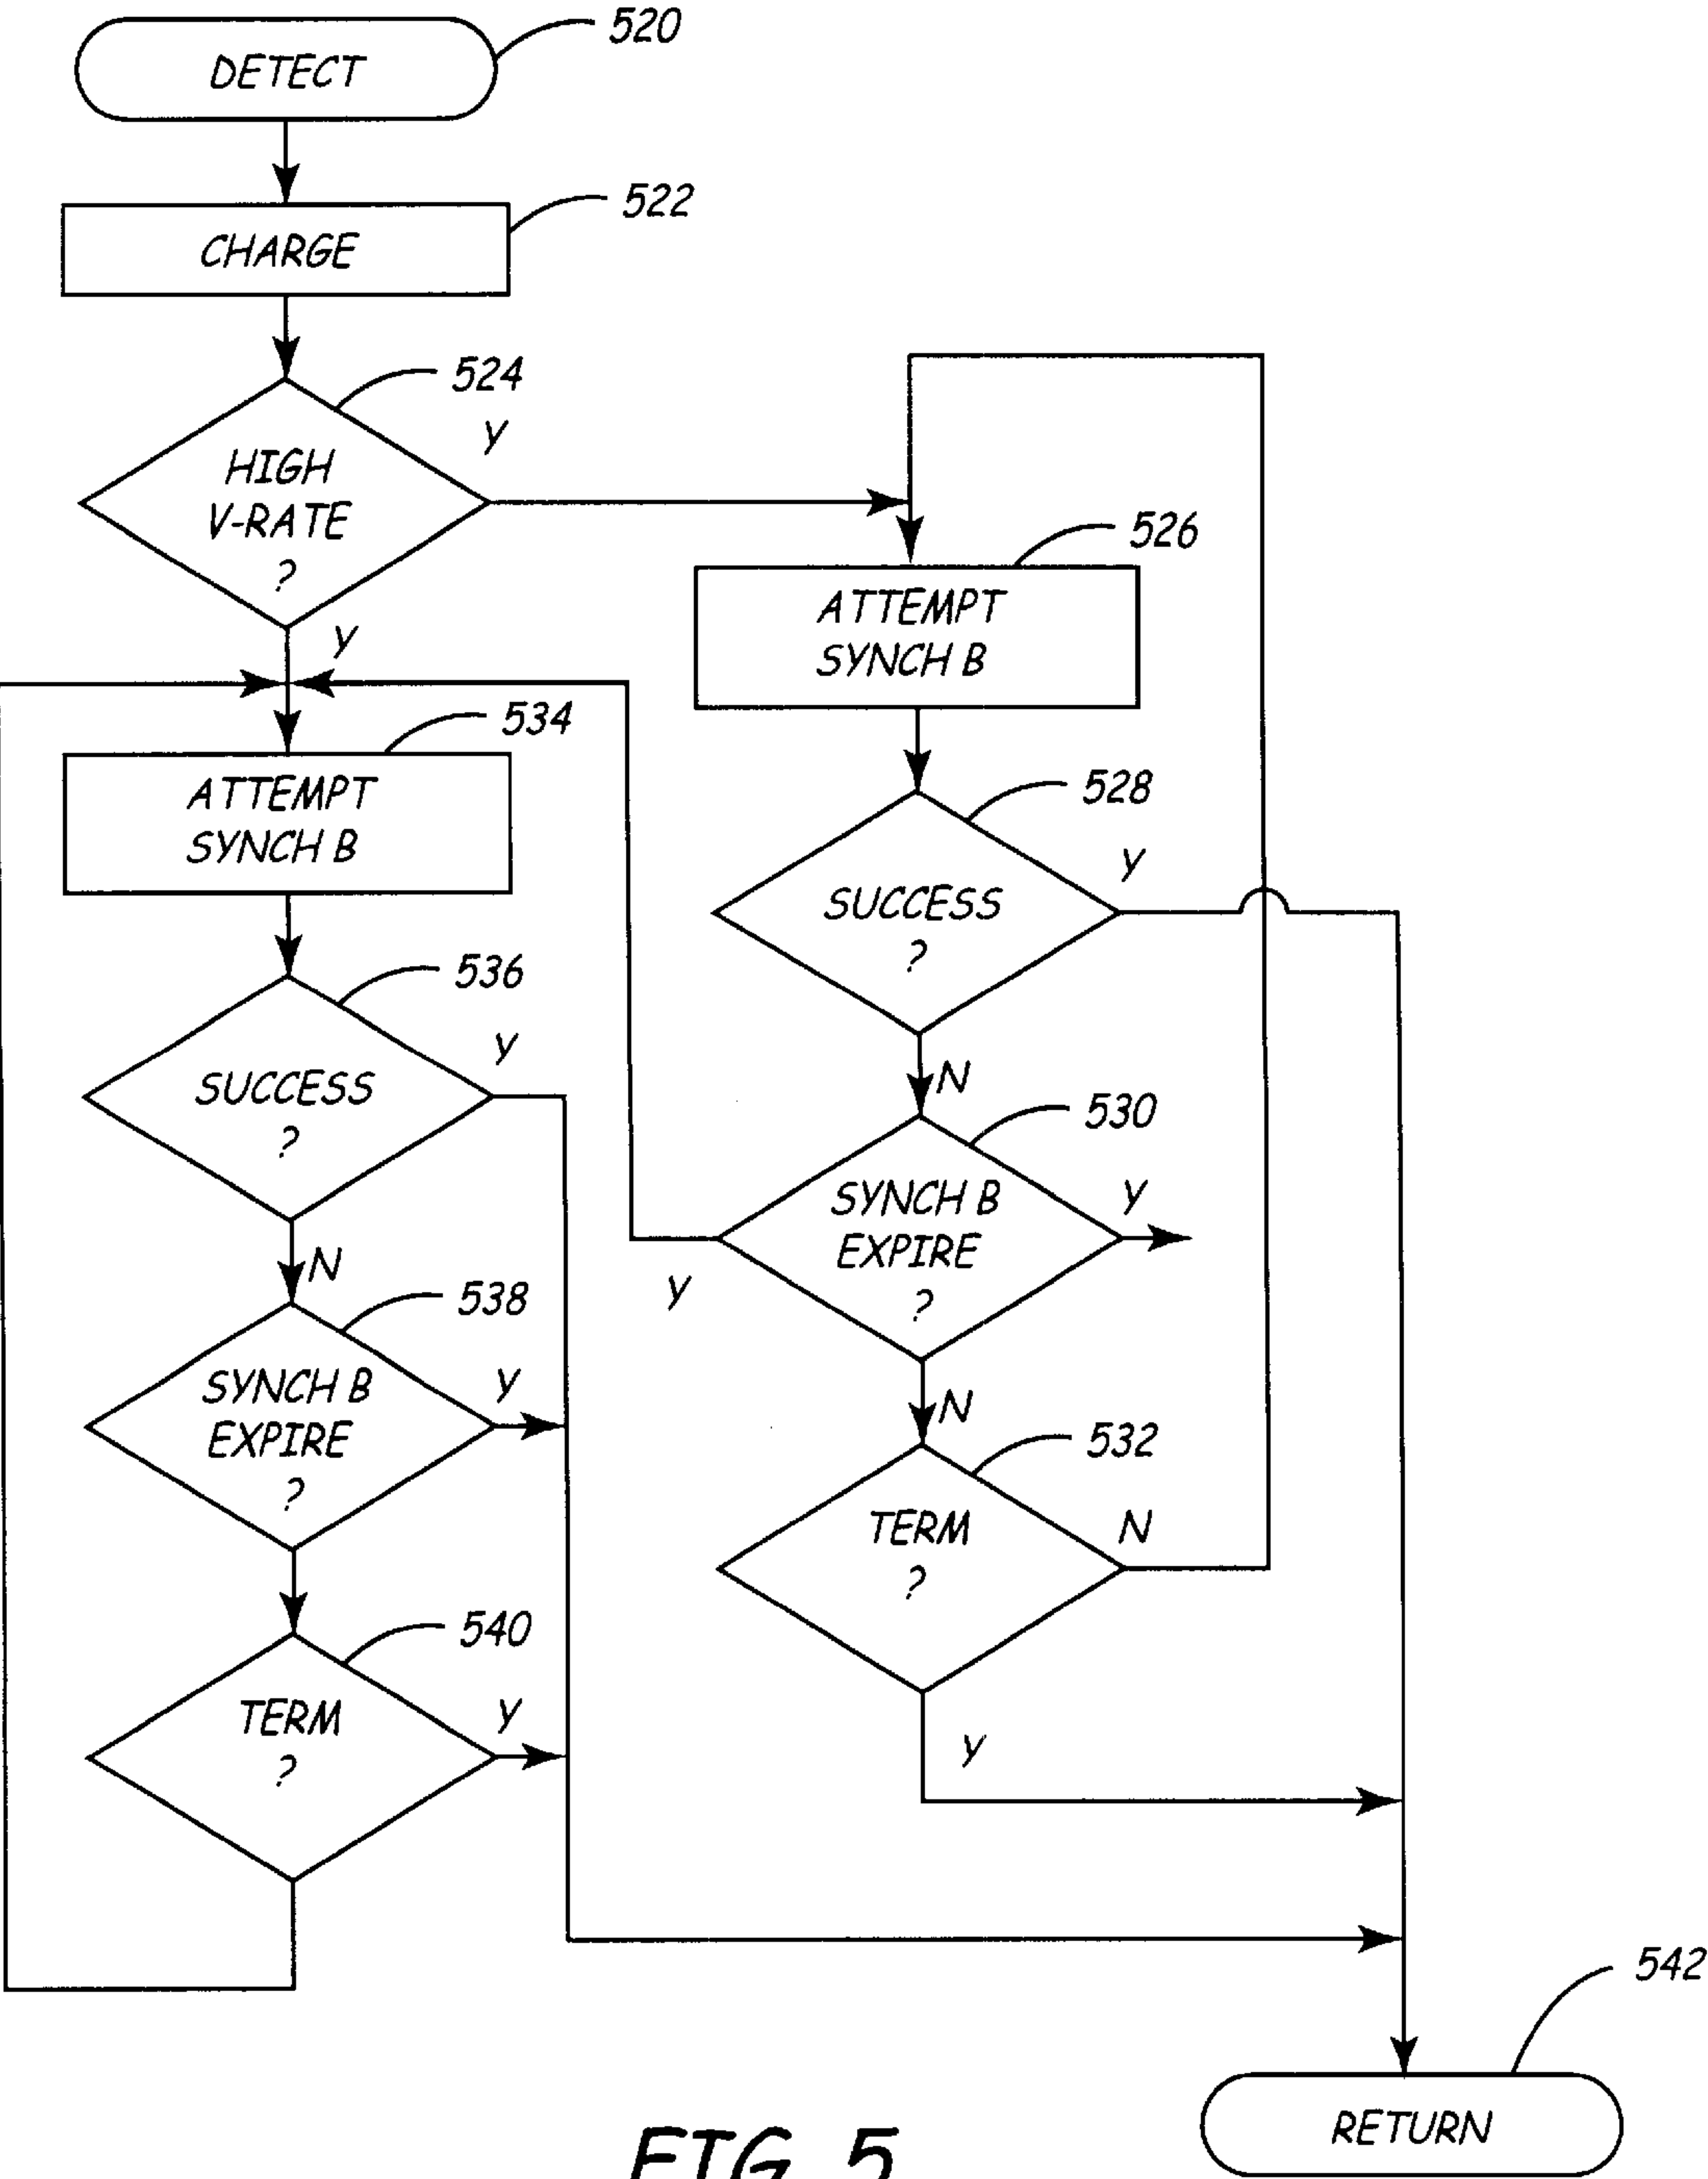 DETECT
520
CHARGE
522
524
HIGH
V-RATE
?
Y
Y
526
ATTEMPT
SYNCH B
534
ATTEMPT
SYNCH B
528
SUCCESS
?
Y
N
536
SUCCESS
?
Y
N
530
SYNCH B
EXPIRE
?
Y
Y
N
538
SYNCH B
EXPIRE
?
Y
532
TERM
?
N
Y
540
TERM
?
Y
542
RETURN
FIG 5